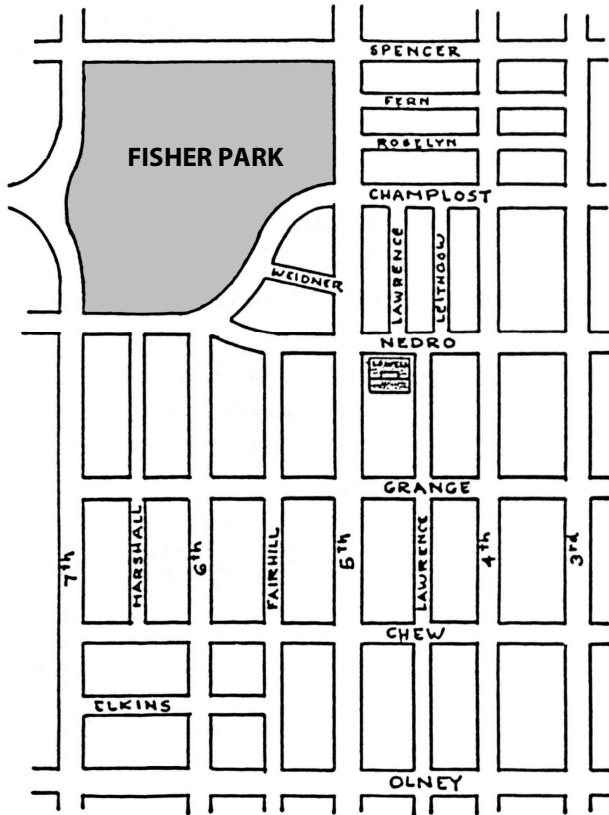 SPENCER
FERN
FISHER PARK
ROSELYN
CHAMPLOST
LAWRENCE
LEITHGOW
WEIDNER
NEDRO
GRANGE
7th
MARSHALL
6th
FAIRHILL
5th
LAWRENCE
4th
3rd
CHEW
ELKINS
OLNEY